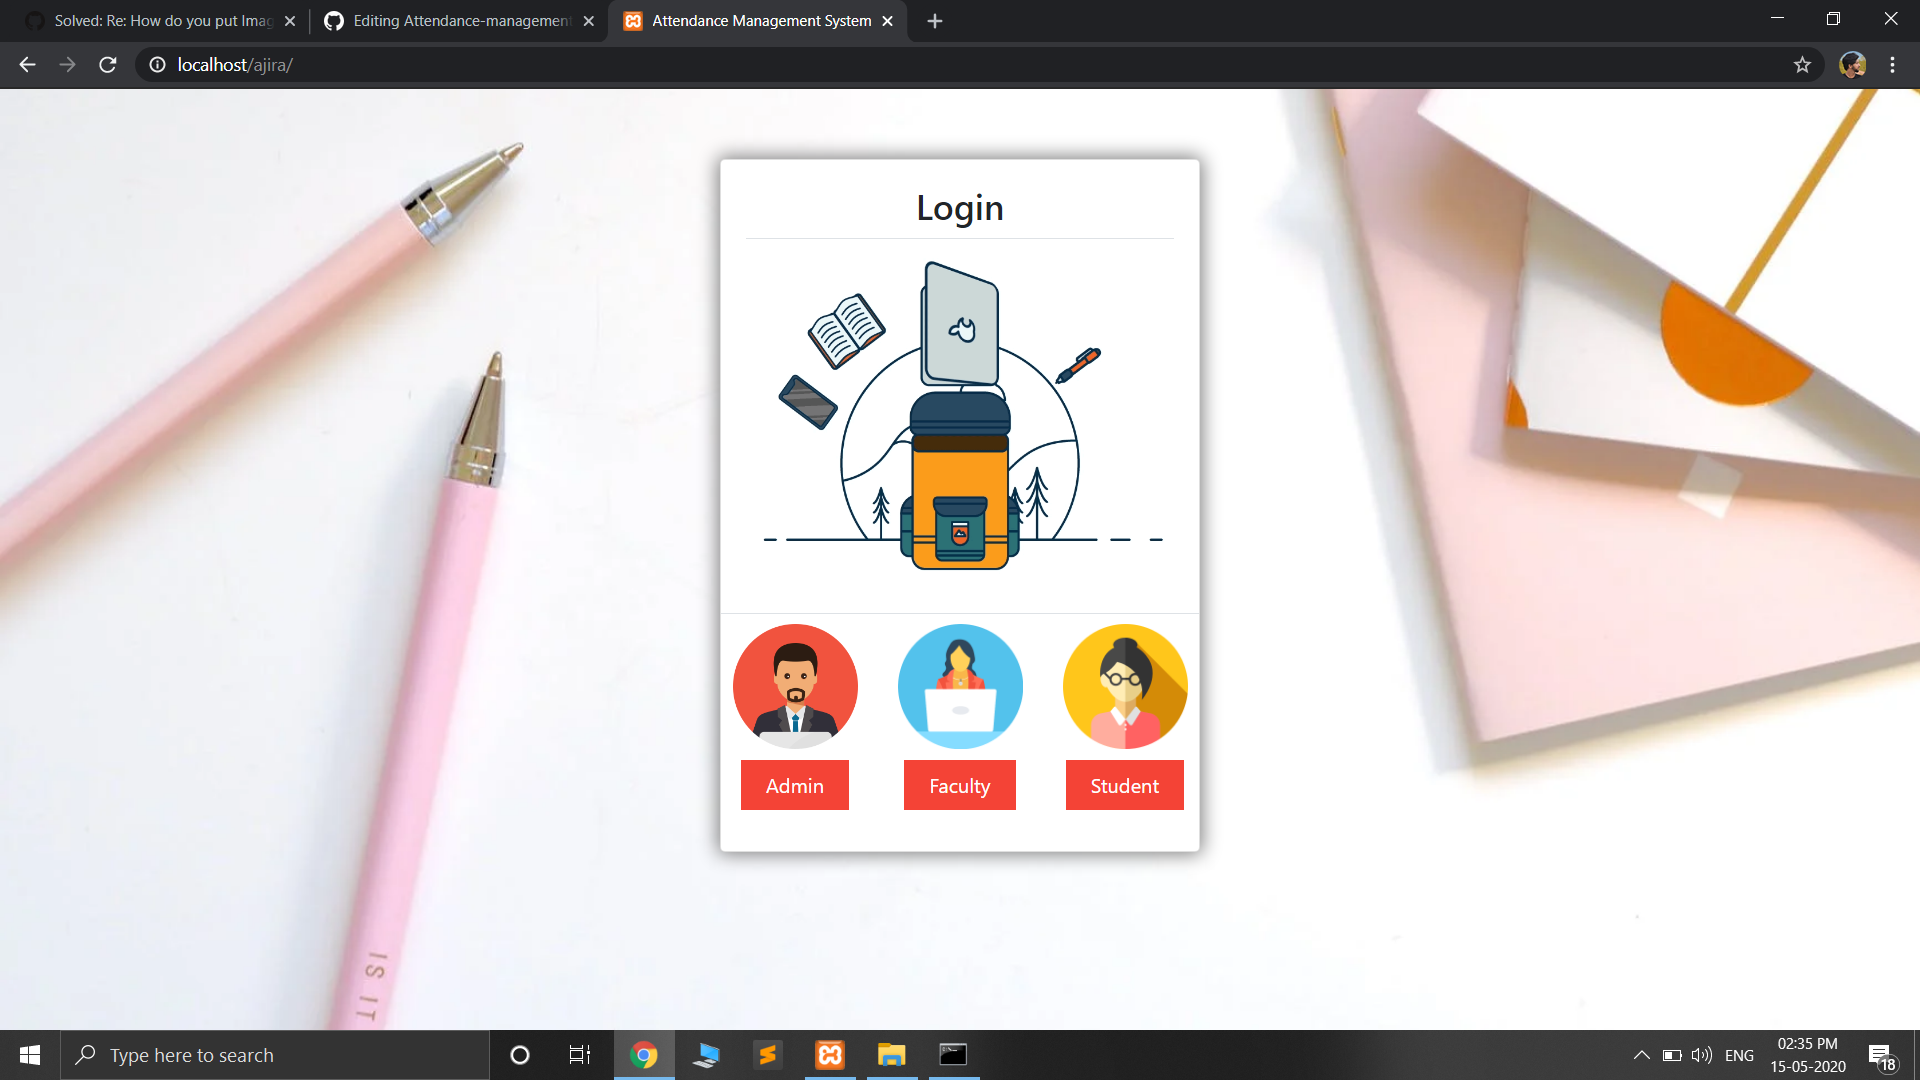 Solved: Re: How do you put Imag
Editing Attendance-management
Attendance Management System
localhost/ajira/
Login
Admin
Faculty
Student
IS IT
Type here to search
ENG
02:35 PM
15-05-2020
18